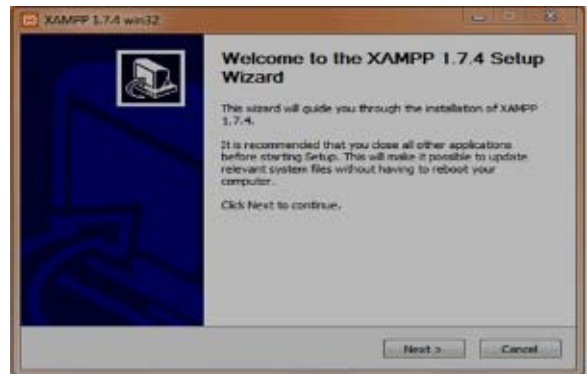 XAMPP 1.7.4 win32
Welcome to the XAMPP 1.7.4 Setup
Wizard
This wizard will guide you through the installation of XAMPP
1.7.4.
It is recommended that you close all other applications
before starting Setup. This will make it possible to update
relevant system files without having to reboot your
computer.
Click Next to continue.
Next >
Cancel